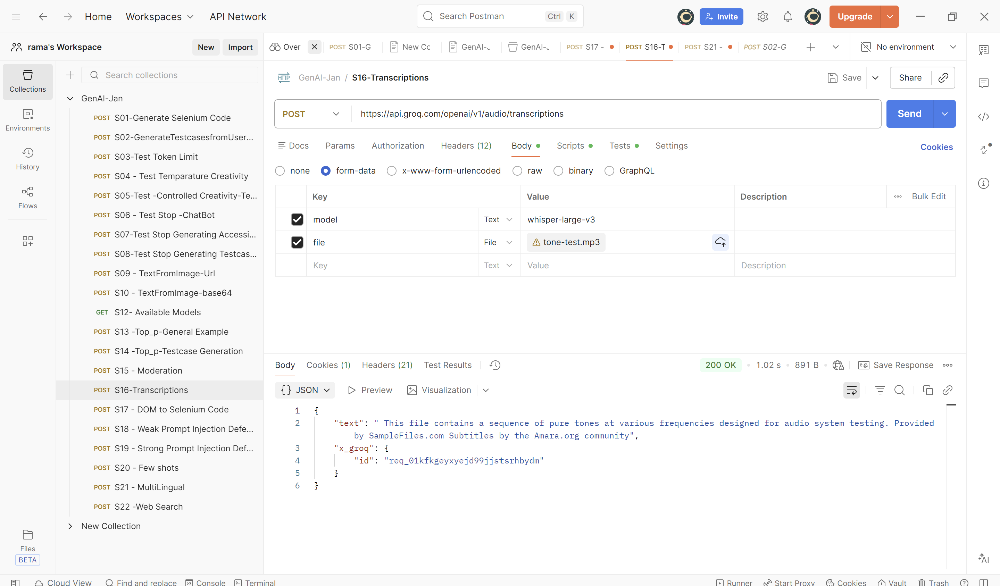 Home Workspaces API Network Search Postman Ctrl K Invite Upgrade
rama's Workspace New Import Over POST S01-G New Co GenAI-J GenAI-J POST S17 - POST S16-T POST S21 - POST S02-G No environment
Collections
Environments
History
Flows
Files
BETA
Search collections
GenAI-Jan
POST S01-Generate Selenium Code
POST S02-GenerateTestcasesfromUser...
POST S03-Test Token Limit
POST S04 - Test Temparature Creativity
POST S05-Test -Controlled Creativity-Te...
POST S06 - Test Stop -ChatBot
POST S07-Test Stop Generating Accessi...
POST S08-Test Stop Generating Testcas...
POST S09 - TextFromImage-Url
POST S10 - TextFromImage-base64
GET S12- Available Models
POST S13 -Top_p-General Example
POST S14 -Top_p-Testcase Generation
POST S15 - Moderation
POST S16-Transcriptions
POST S17 - DOM to Selenium Code
POST S18 - Weak Prompt Injection Defe...
POST S19 - Strong Prompt Injection Def...
POST S20 - Few shots
POST S21 - MultiLingual
POST S22 -Web Search
New Collection
HTTP GenAI-Jan / S16-Transcriptions Save Share
POST https://api.groq.com/openai/v1/audio/transcriptions Send
Docs Params Authorization Headers (12) Body Scripts Tests Settings Cookies
none form-data x-www-form-urlencoded raw binary GraphQL
Key Value Description Bulk Edit
model Text whisper-large-v3
file File tone-test.mp3
Key Text Value Description
Body Cookies (1) Headers (21) Test Results 200 OK 1.02 s 891 B e.g. Save Response
{} JSON Preview Visualization
1 {
2 "text": " This file contains a sequence of pure tones at various frequencies designed for audio system testing. Provided
by SampleFiles.com Subtitles by the Amara.org community",
3 "x_groq": {
4 "id": "req_01kfkgeyxyejd99jjstsrhbydm"
5 }
6 }
AI
Cloud View Find and replace Console Terminal Runner Start Proxy Cookies Vault Trash